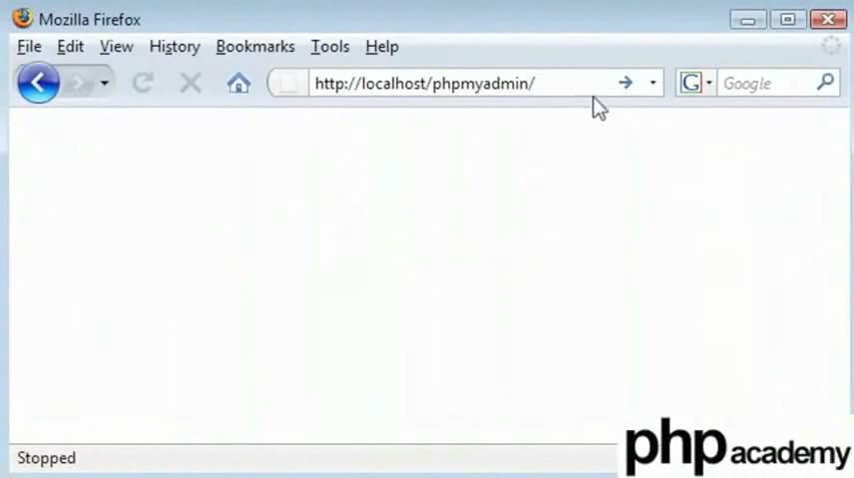 Mozilla Firefox
File Edit View History Bookmarks Tools Help
http://localhost/phpmyadmin/ G Google
Stopped
php academy